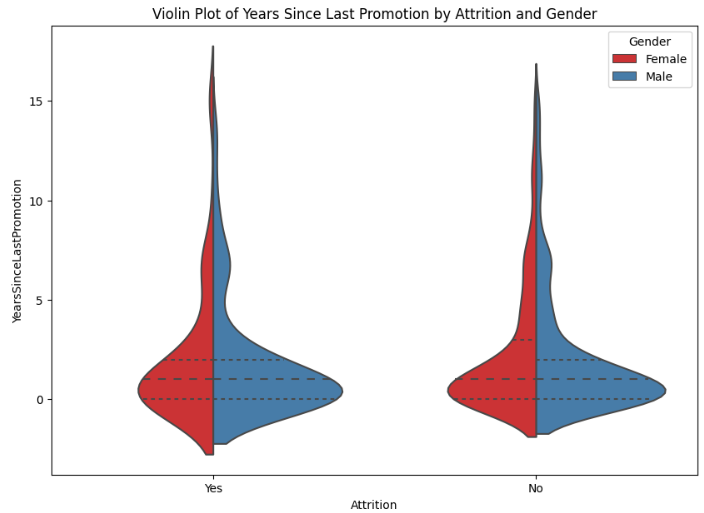 Violin Plot of Years Since Last Promotion by Attrition and Gender
Gender
Female
Male
15
10
5
0
YearsSinceLastPromotion
Yes
No
Attrition